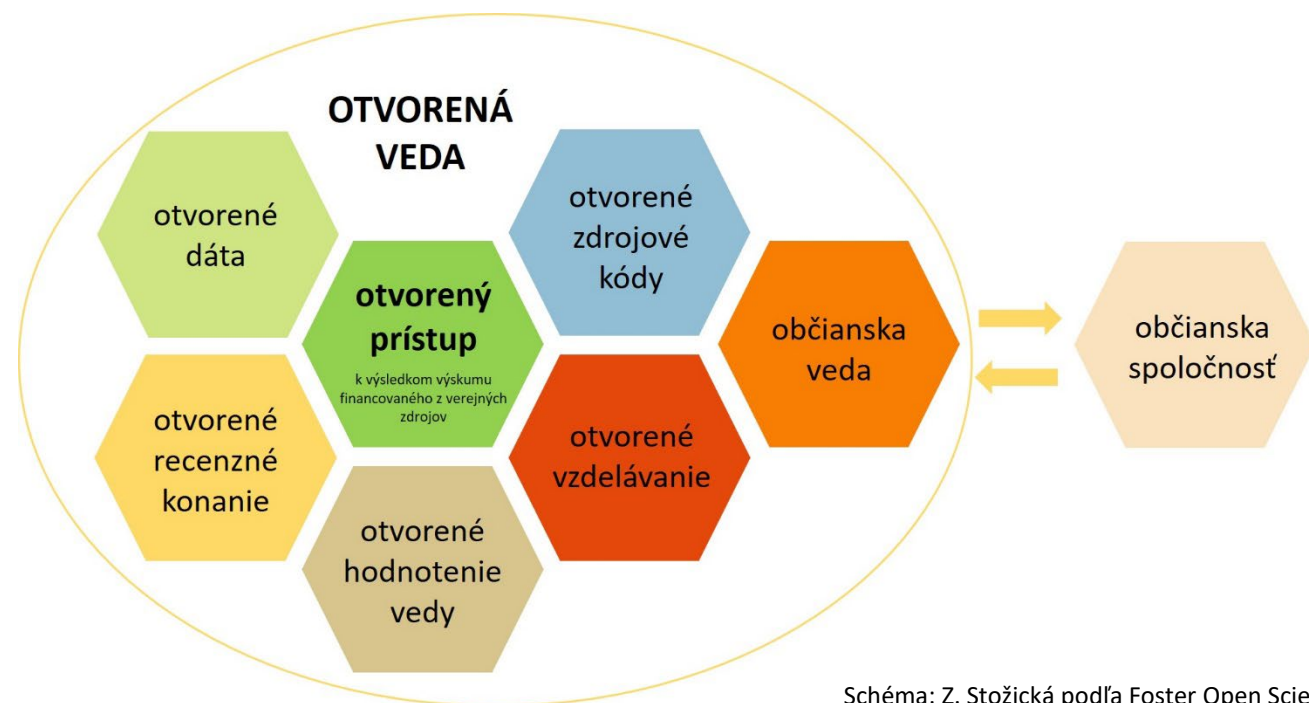 OTVORENÁ
VEDA
otvorené
dáta
otvorené
zdrojové
kódy
otvorený
prístup
k výsledkom výskumu
financovaného z verejných
zdrojov
občianska
veda
občianska
spoločnosť
otvorené
recenzné
konanie
otvorené
vzdelávanie
otvorené
hodnotenie
vedy
Schéma: Z. Stožická podľa Foster Open Scie